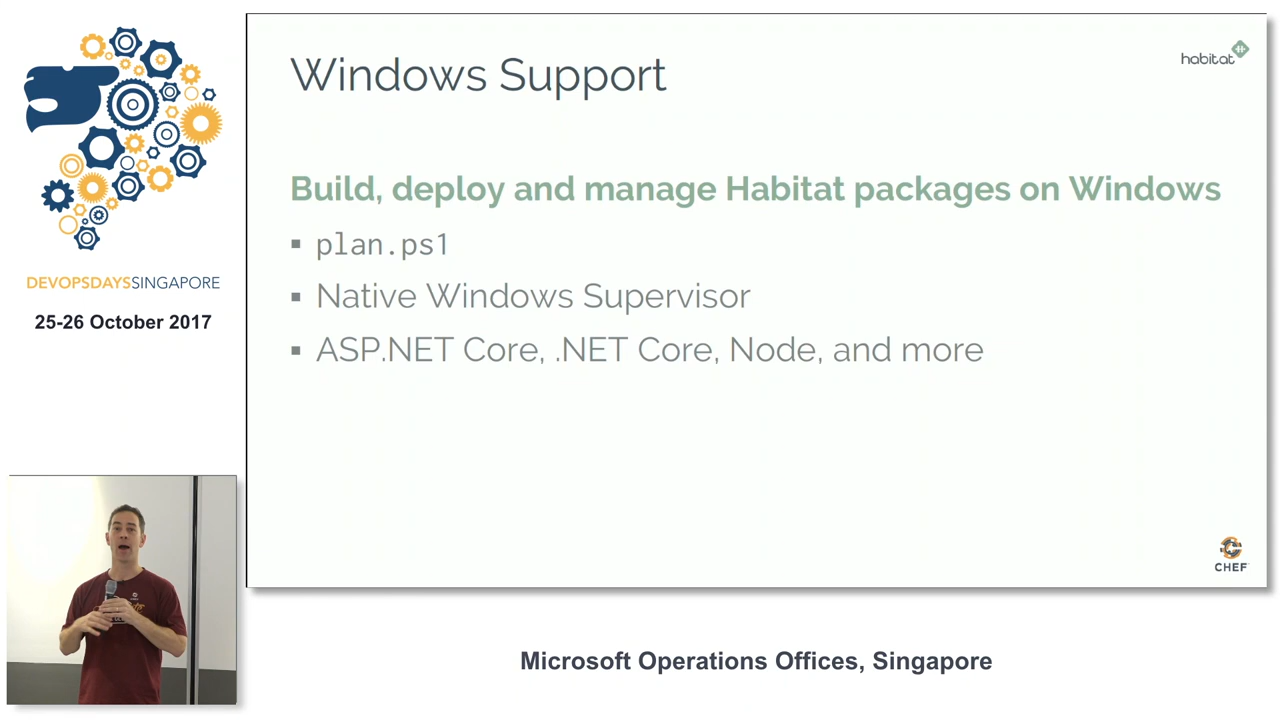 DEVOPSDAYSSINGAPORE
25-26 October 2017
Windows Support
habitat
Build, deploy and manage Habitat packages on Windows
plan.ps1
Native Windows Supervisor
ASP.NET Core, .NET Core, Node, and more
CHEF
Microsoft Operations Offices, Singapore